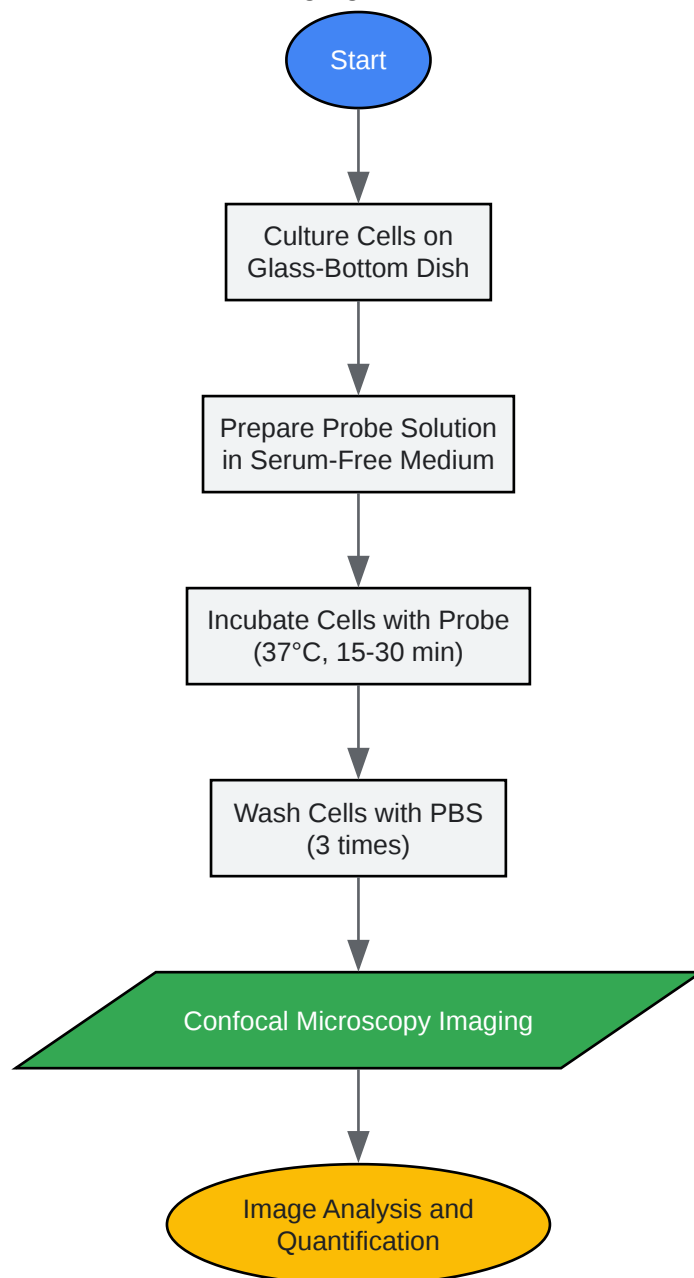 Start
Culture Cells on
Glass-Bottom Dish
Prepare Probe Solution
in Serum-Free Medium
Incubate Cells with Probe
(37°C, 15-30 min)
Wash Cells with PBS
(3 times)
Confocal Microscopy Imaging
Image Analysis and
Quantification